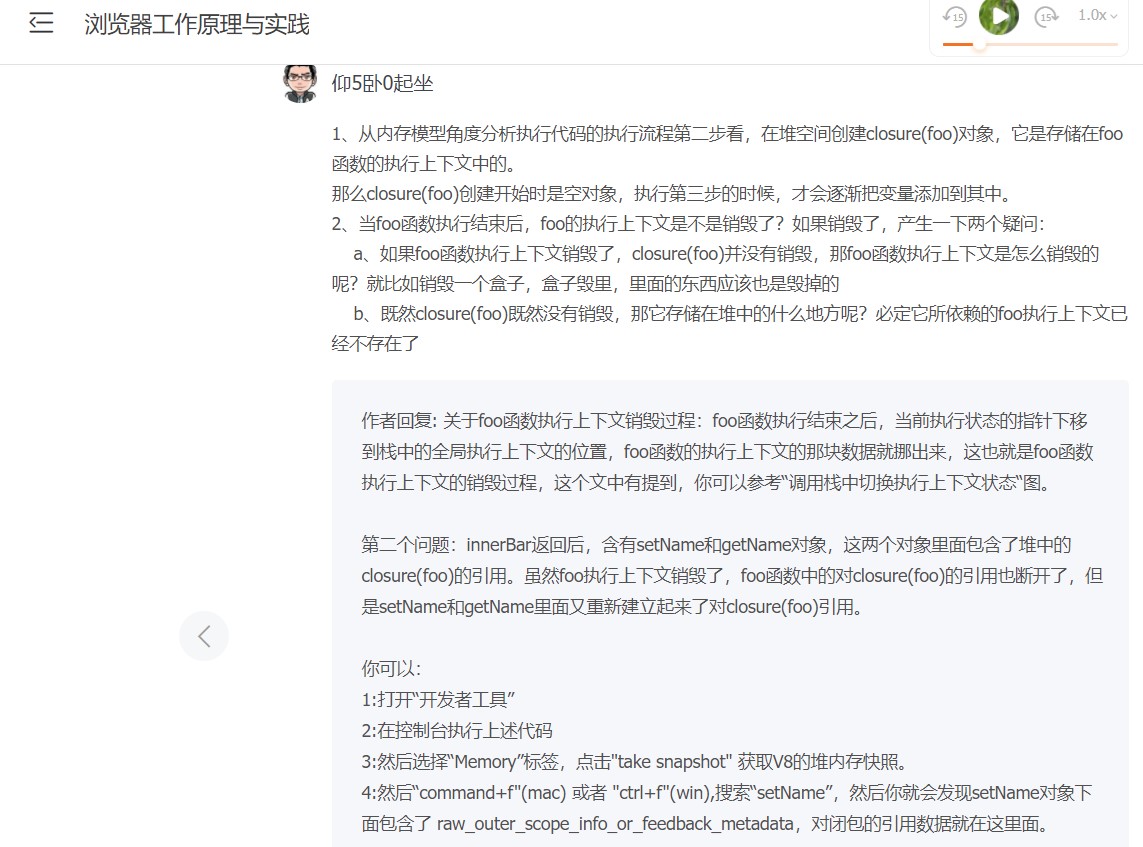 浏览器工作原理与实践
15
15
1.0x
仰5卧0起坐
1、从内存模型角度分析执行代码的执行流程第二步看，在堆空间创建closure(foo)对象，它是存储在foo
函数的执行上下文中的。
那么closure(foo)创建开始时是空对象，执行第三步的时候，才会逐渐把变量添加到其中。
2、当foo函数执行结束后，foo的执行上下文是不是销毁了？如果销毁了，产生一下两个疑问：
a、如果foo函数执行上下文销毁了，closure(foo)并没有销毁，那foo函数执行上下文是怎么销毁的
呢？就比如销毁一个盒子，盒子毁里，里面的东西应该也是毁掉的
b、既然closure(foo)既然没有销毁，那它存储在堆中的什么地方呢？必定它所依赖的foo执行上下文已
经不存在了
作者回复: 关于foo函数执行上下文销毁过程：foo函数执行结束之后，当前执行状态的指针下移
到栈中的全局执行上下文的位置，foo函数的执行上下文的那块数据就挪出来，这也就是foo函数
执行上下文的销毁过程，这个文中有提到，你可以参考“调用栈中切换执行上下文状态“图。
第二个问题：innerBar返回后，含有setName和getName对象，这两个对象里面包含了堆中的
closure(foo)的引用。虽然foo执行上下文销毁了，foo函数中的对closure(foo)的引用也断开了，但
是setName和getName里面又重新建立起来了对closure(foo)引用。
你可以：
1:打开“开发者工具”
2:在控制台执行上述代码
3:然后选择“Memory”标签，点击"take snapshot" 获取V8的堆内存快照。
4:然后“command+f"(mac) 或者 "ctrl+f"(win),搜索“setName”，然后你就会发现setName对象下
面包含了 raw_outer_scope_info_or_feedback_metadata，对闭包的引用数据就在这里面。